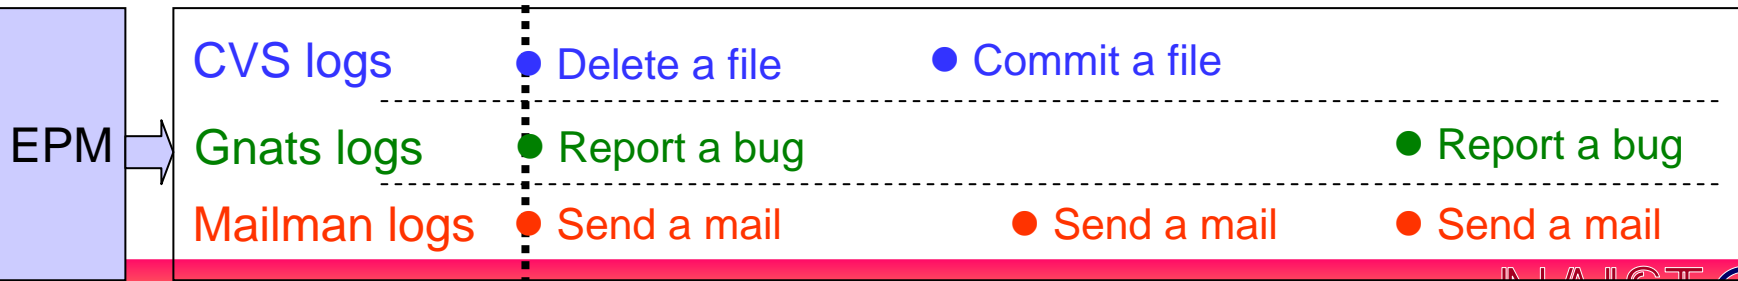 EPM
CVS logs ● Delete a file ● Commit a file
Gnats logs ● Report a bug ● Report a bug
Mailman logs ● Send a mail ● Send a mail ● Send a mail